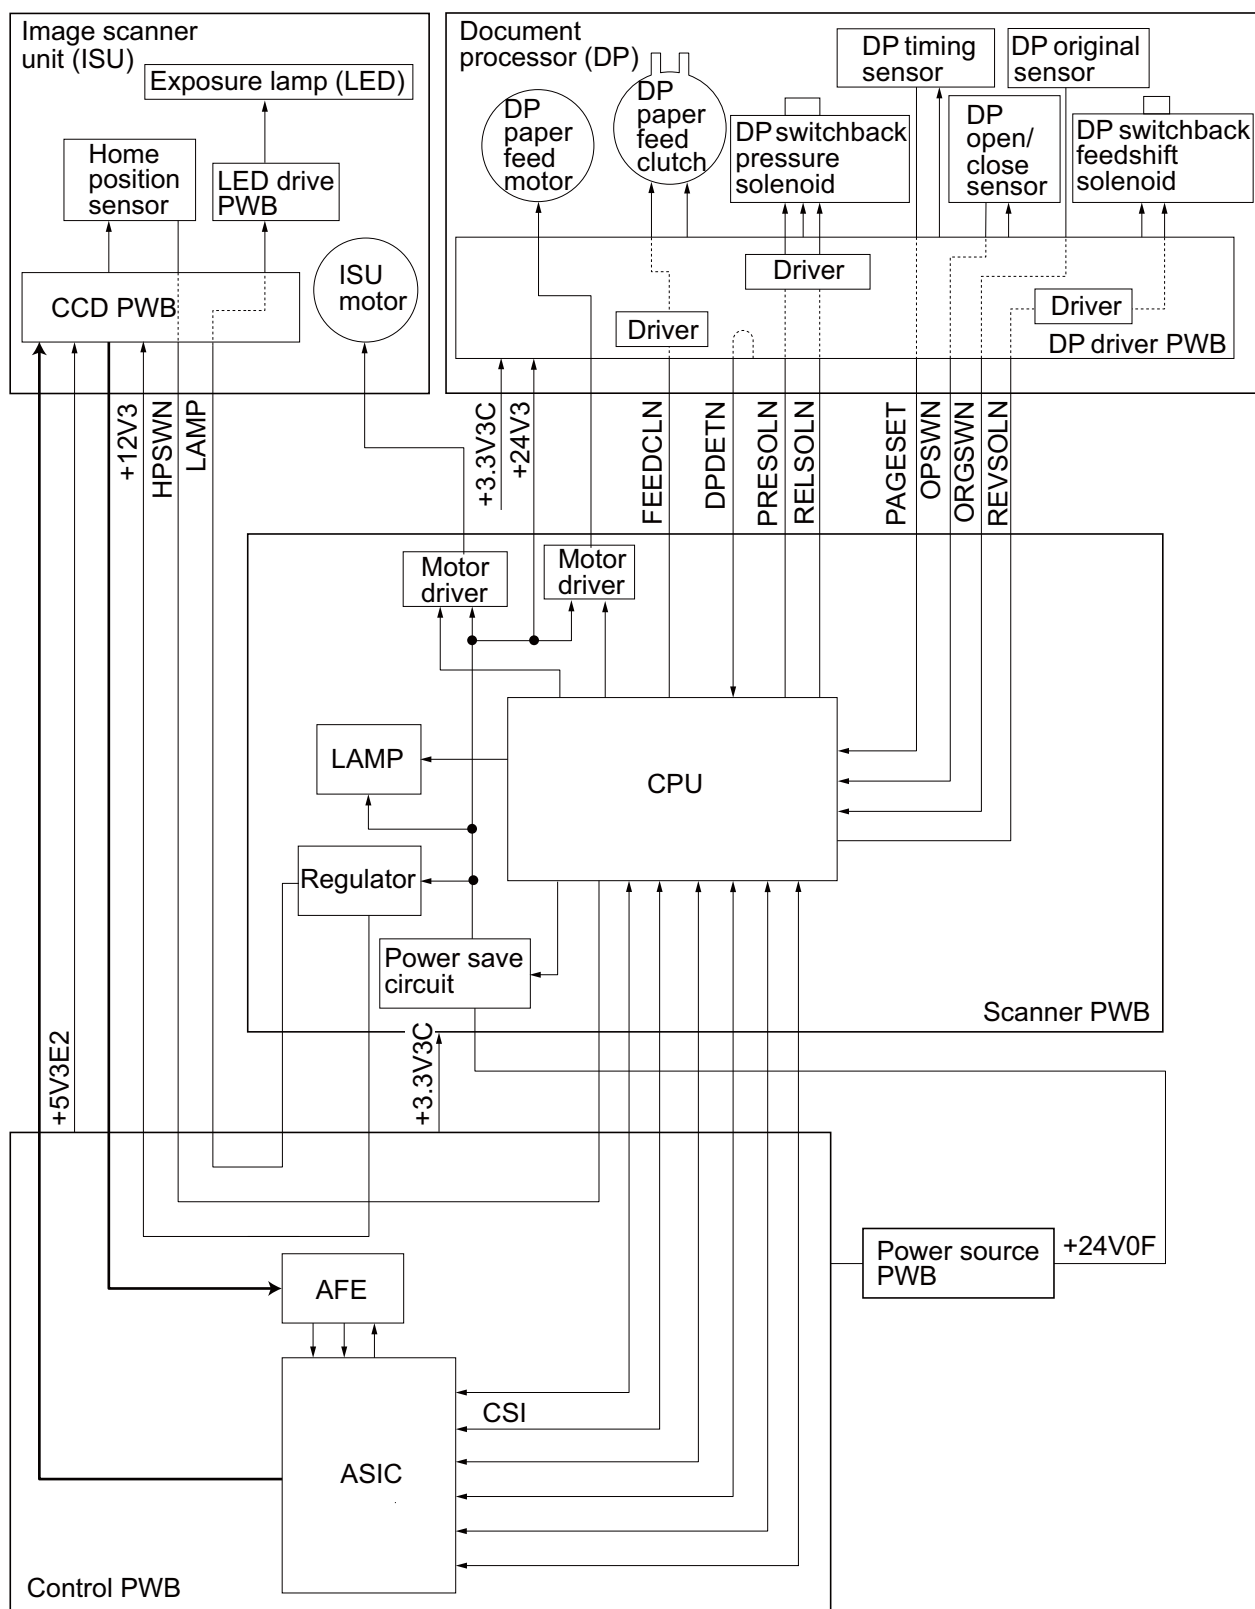 Image scanner
unit (ISU)
Exposure lamp (LED)
Home
position
sensor
LED drive
PWB
ISU
motor
CCD PWB
Document
processor (DP)
DP
paper
feed
motor
DP
paper
feed
clutch
DP switchback
pressure
solenoid
DP timing
sensor
DP original
sensor
DP
open/
close
sensor
DP switchback
feedshift
solenoid
Driver
Driver
Driver
DP driver PWB
+12V3
HPSWN
LAMP
+3.3V3C
+24V3
FEEDCLN
DPDETN
PRESOLN
RELSOLN
PAGESET
OPSWN
ORGSWN
REVSOLN
Motor
driver
Motor
driver
LAMP
CPU
Regulator
Power save
circuit
Scanner PWB
+5V3E2
+3.3V3C
Power source
PWB
+24V0F
AFE
CSI
ASIC
Control PWB